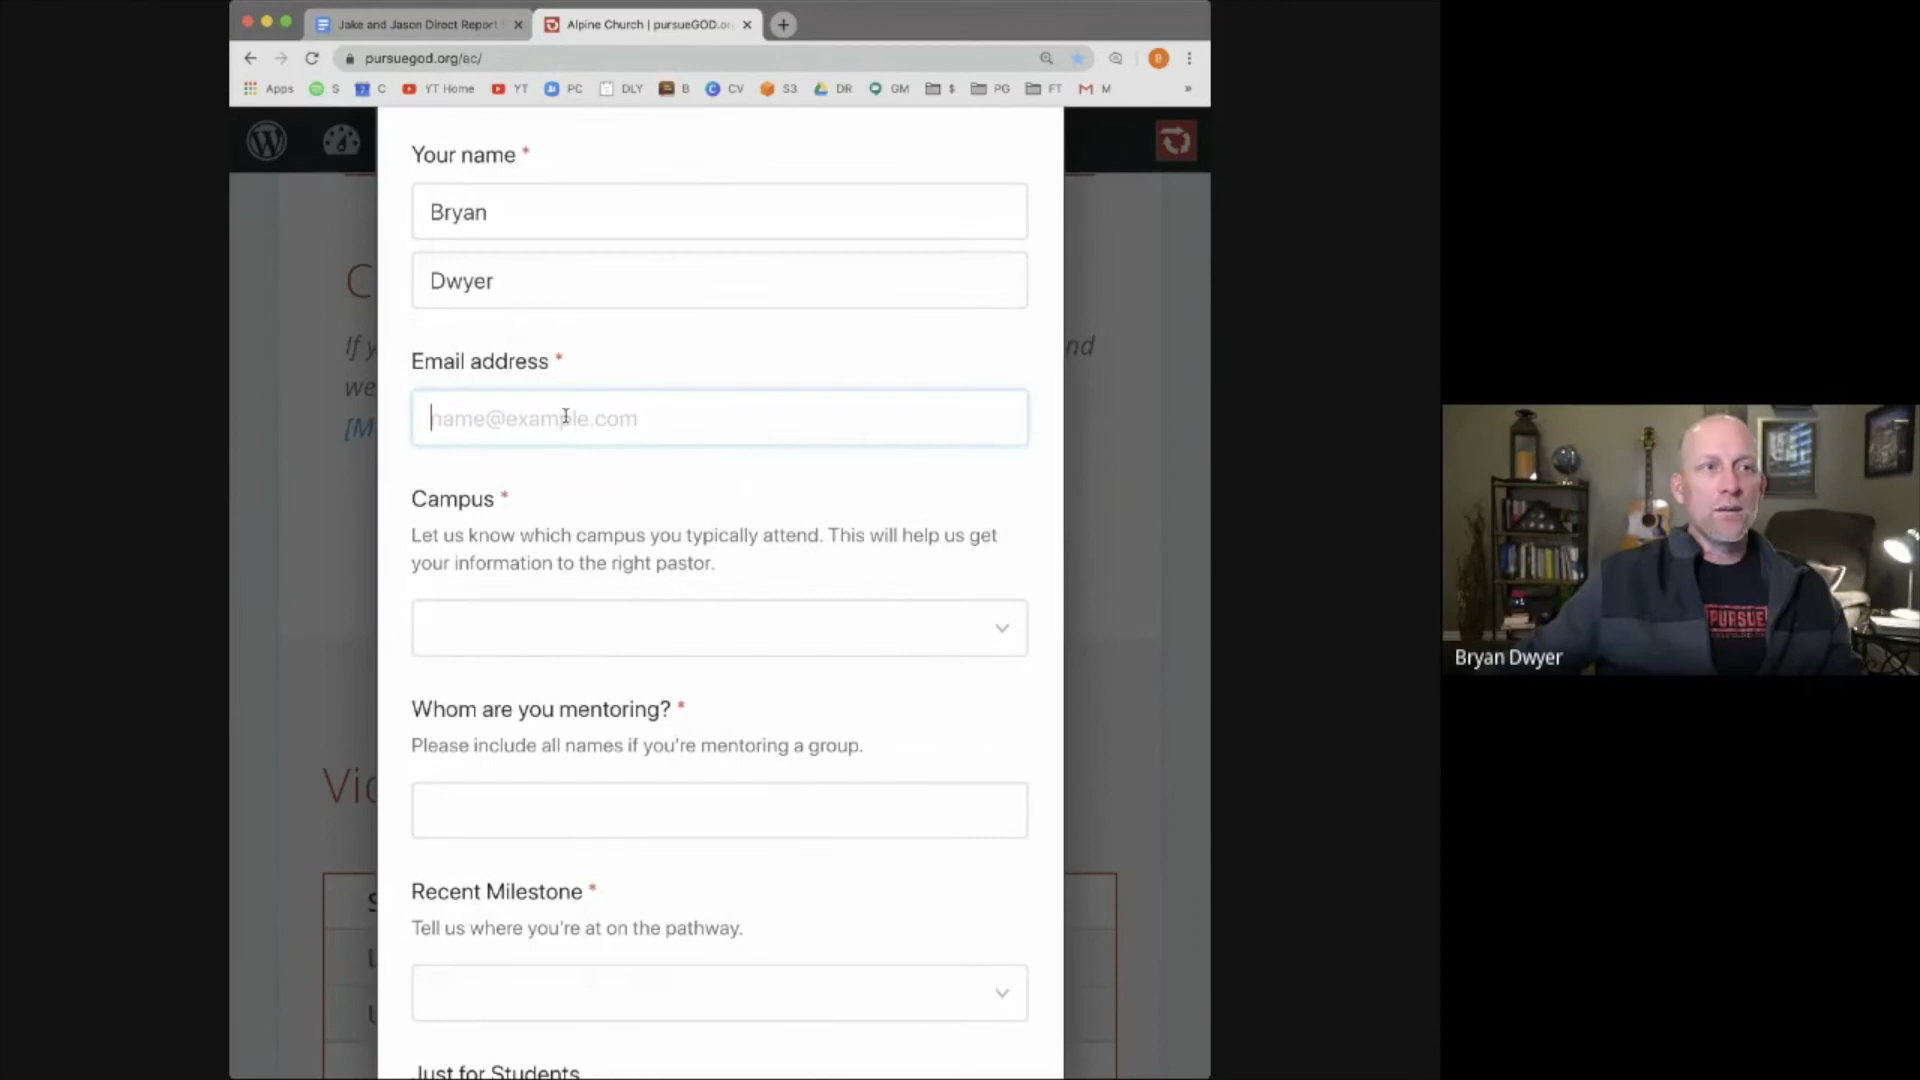 Jake and Jason Direct Report
Alpine Church | pursueGOD.or
pursuegod.org/ac/
B
Apps
S
C
YT Home
YT
PC
DLY
B
CV
S3
DR
GM
$
PG
FT
M
»
Your name *
Bryan
Dwyer
Email address *
name@example.com
Campus *
Let us know which campus you typically attend. This will help us get
your information to the right pastor.
Whom are you mentoring? *
Please include all names if you're mentoring a group.
Recent Milestone *
Tell us where you're at on the pathway.
Just for Students
C
If y
nd
we
[M
Vic
PURSUE
Bryan Dwyer